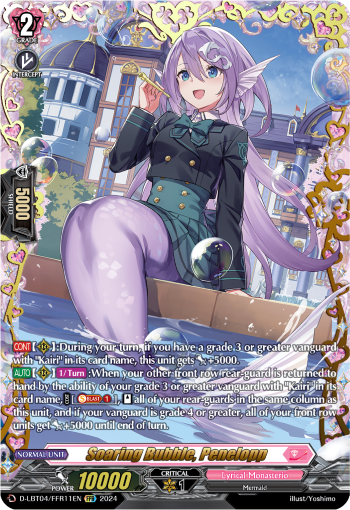 2
GRADE
INTERCEPT
5000
SHIELD
CONT :During your turn, if you have a grade 3 or greater vanguard
with "Kairi" in its card name, this unit gets +5000.
AUTO 1/Turn :When your other front row rear-guard is returned to
hand by the ability of your grade 3 or greater vanguard with "Kairi" in its
card name, SB 1, all of your rear-guards in the same column as
this unit, and if your vanguard is grade 4 or greater, all of your front row
units get +5000 until end of turn.
NORMAL UNIT
Soaring Bubble, Penelopp
POWER 10000
CRITICAL
1
Lyrical Monasterio
Mermaid
D-LBT04/FFR11EN FFR 2024
illust/Yoshimo